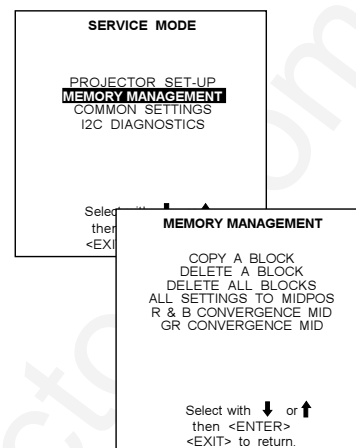 SERVICE MODE
PROJECTOR SET-UP
MEMORY MANAGEMENT
COMMON SETTINGS
I2C DIAGNOSTICS
Select with
then
<EXI
MEMORY MANAGEMENT
COPY A BLOCK
DELETE A BLOCK
DELETE ALL BLOCKS
ALL SETTINGS TO MIDPOS
R & B CONVERGENCE MID
GR CONVERGENCE MID
Select with ⬇ or ⬆
then <ENTER>
<EXIT> to return.